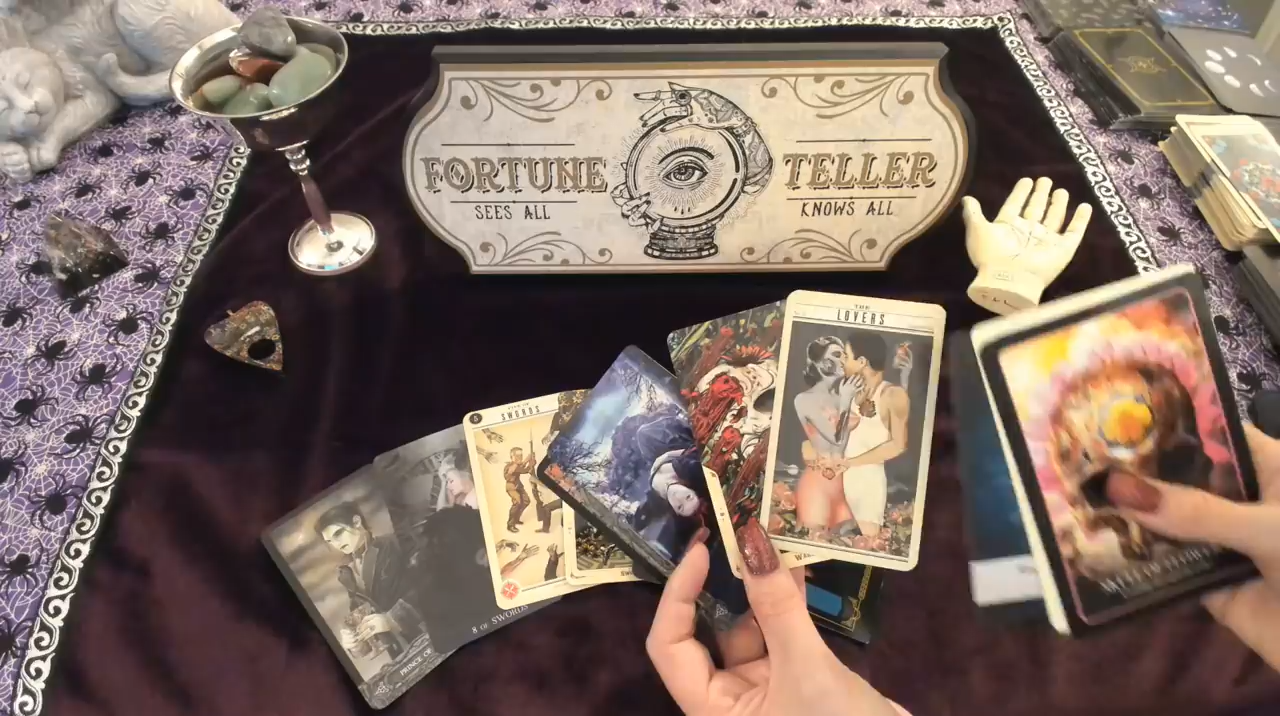 FORTUNE TELLER
SEES ALL
KNOWS ALL
THE
LOVERS
SWORDS
8 OF SWORDS
PRINCE OF